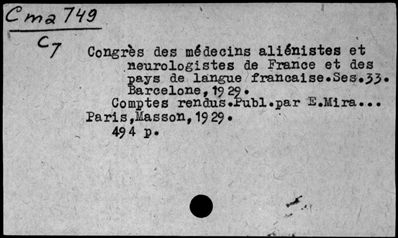 Cma 749
C7
Congrès des médecins aliénistes et
neurologistes de France et des
pays de langue francaise.Ses.33.
Barcelone,1929.
Comptes rendus.Publ.par E.Mira...
Paris,Masson,1929.
494 p.